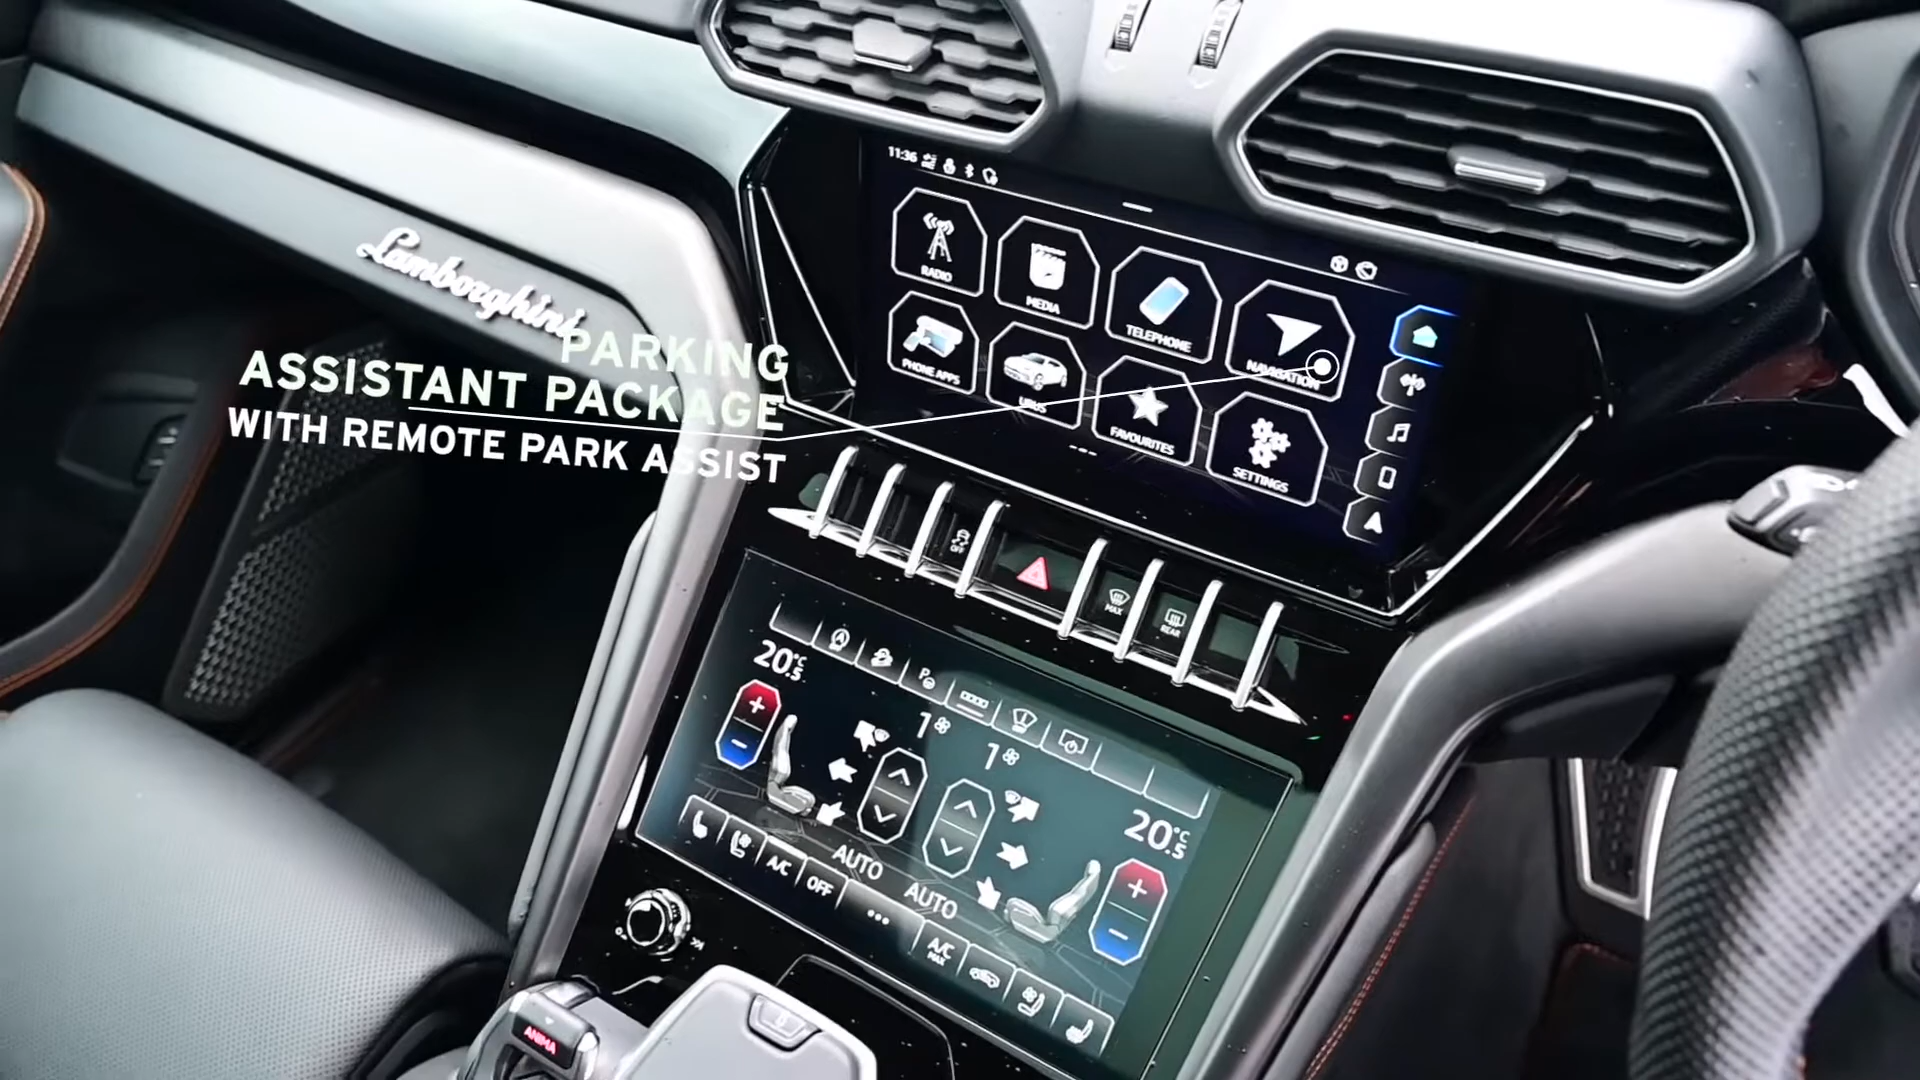 11:36
RADIO
MEDIA
TELEPHONE
NAVIGATION
PHONE APPS
URUS
FAVOURITES
SETTINGS
Lamborghini
PARKING
ASSISTANT PACKAGE
WITH REMOTE PARK ASSIST
OFF
MAX
REAR
A
P
20.5°C
1
1
20.5°C
AUTO
AUTO
A/C
OFF
A/C
MAX
ANIMA